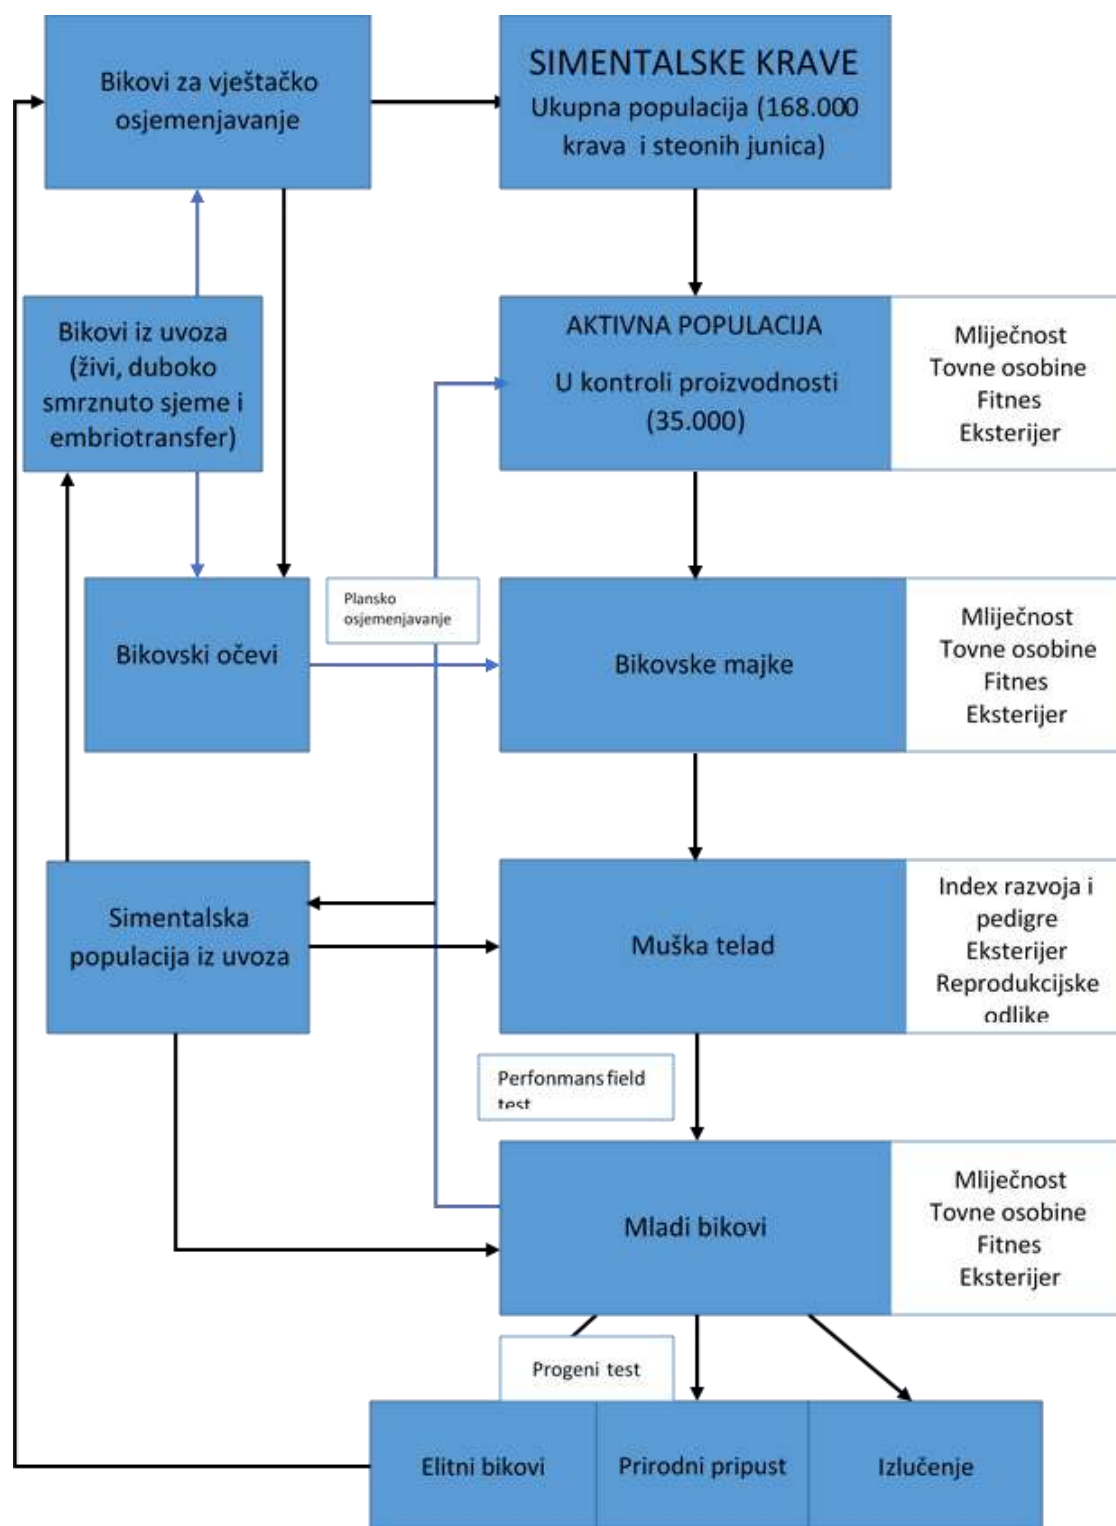 Bikovi za vještačko
osjemenjavanje
SIMENTALSKE KRAVE
Ukupna populacija (168.000
krava i steonih junica)
Bikovi iz uvoza
(živi, duboko
smrznuto sjeme i
embriotransfer)
AKTIVNA POPULACIJA
U kontroli proizvodnosti
(35.000)
Mliječnost
Tovne osobine
Fitnes
Eksterijer
Bikovski očevi
Plansko
osjemenjavanje
Bikovske majke
Mliječnost
Tovne osobine
Fitnes
Eksterijer
Simentalska
populacija iz uvoza
Muška telad
Index razvoja i
pedigre
Eksterijer
Reprodukcijske
odlike
Perfonmans field
test
Mladi bikovi
Mliječnost
Tovne osobine
Fitnes
Eksterijer
Progeni test
Elitni bikovi
Prirodni pripust
Izlučenje